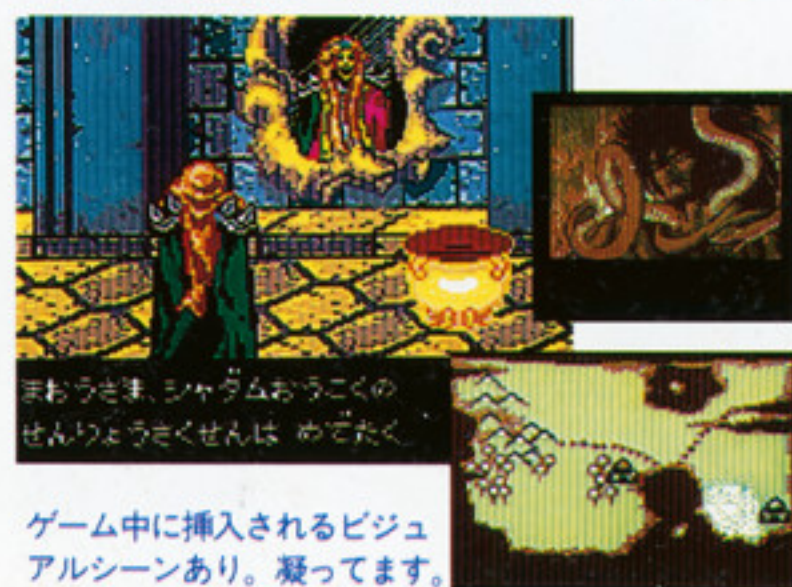 まおうさま、シャダムおうこくの
せんりょうさくせんは めでたく
ゲーム中に挿入されるビジュ
アルシーンあり。凝ってます。